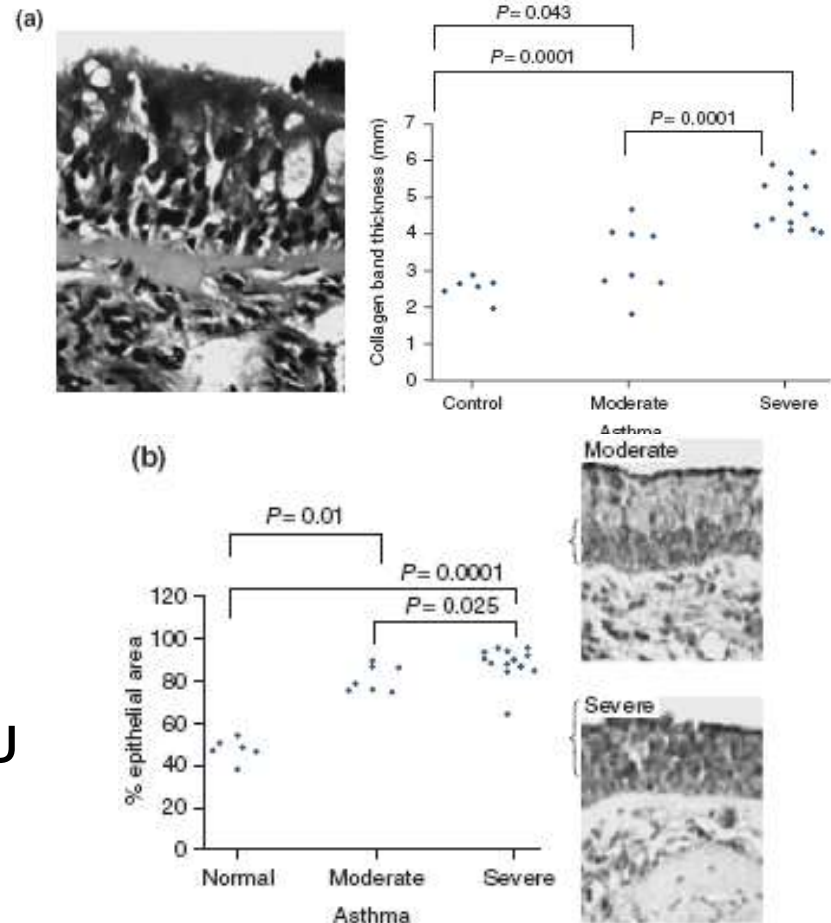 (a)
P = 0.043
P = 0.0001
P = 0.0001
Collagen band thickness (mm)
7
6
5
4
3
2
1
0
Control
Moderate
Severe
Asthma
(b)
P = 0.01
P = 0.0001
P = 0.025
% epithelial area
120
100
80
60
40
20
0
Normal
Moderate
Severe
Asthma
Moderate
Severe
U